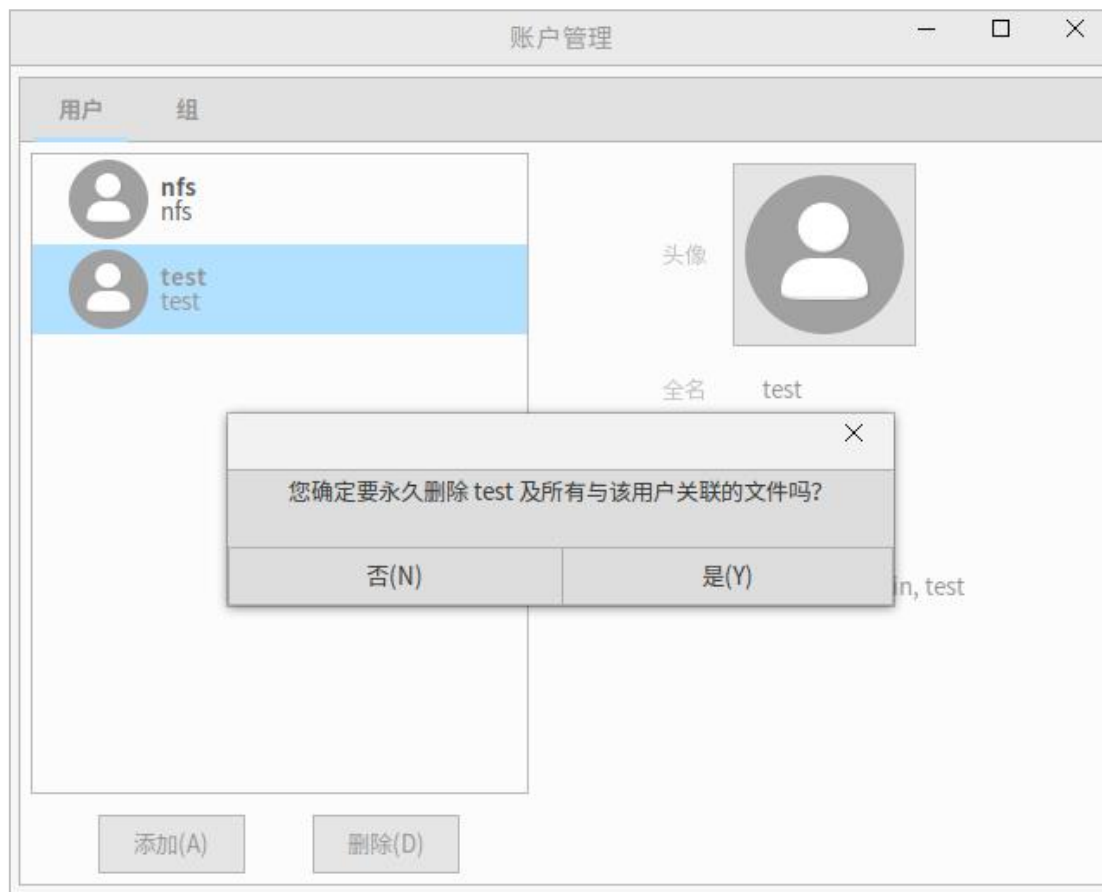 账户管理
用户 组
nfs
nfs
test
test
头像
全名 test
您确定要永久删除 test 及所有与该用户关联的文件吗？
否(N) 是(Y)
in, test
添加(A) 删除(D)